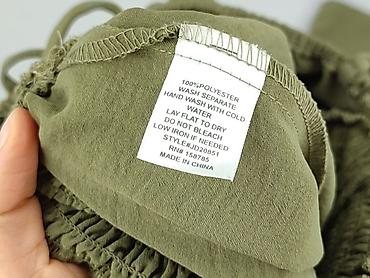 100%POLYESTER
WASH SEPARATE
HAND WASH WITH COLD
WATER
LAY FLAT TO DRY
DO NOT BLEACH
LOW IRON IF NEEDED
STYLE#JD20851
RN# 158785
MADE IN CHINA